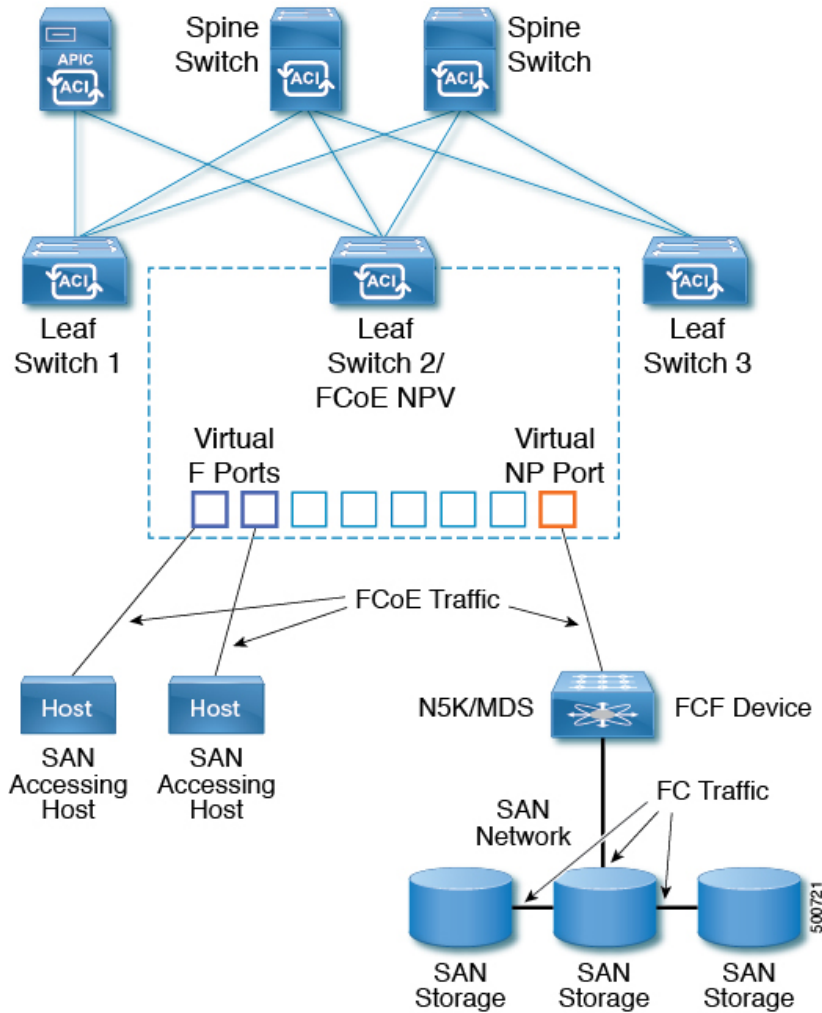 APIC
ACI
Spine
Switch
ACI
Spine
Switch
ACI
ACI
Leaf
Switch 1
ACI
Leaf
Switch 2/
FCoE NPV
ACI
Leaf
Switch 3
Virtual
F Ports
Virtual
NP Port
FCoE Traffic
Host
SAN
Accessing
Host
Host
SAN
Accessing
Host
N5K/MDS
FCF Device
FC Traffic
SAN
Network
SAN
Storage
SAN
Storage
SAN
Storage
500721